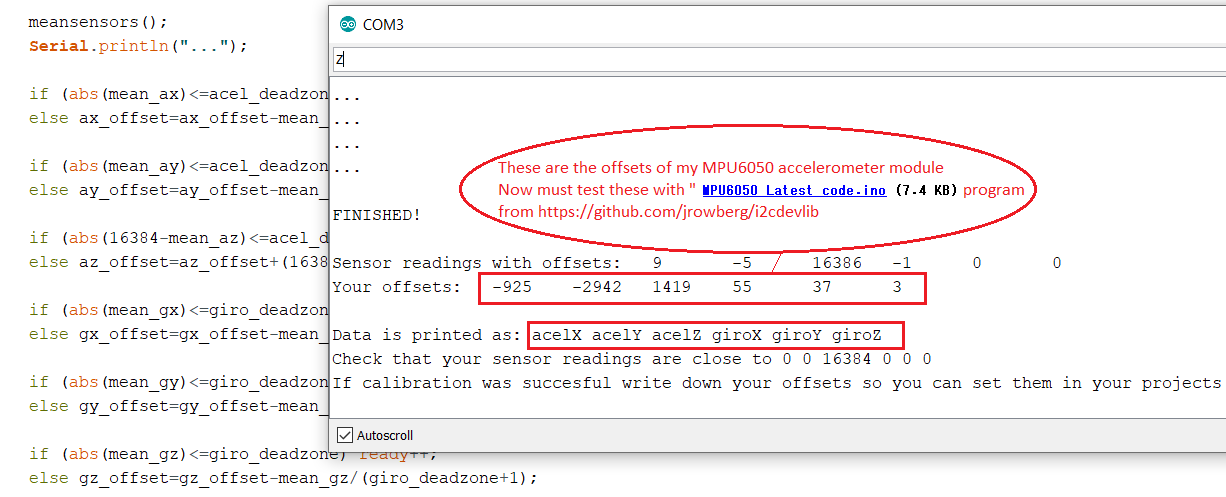 meansensors();
Serial.println("...");
if (abs(mean_ax)<=acel_deadzon
else ax_offset=ax_offset-mean_
if (abs(mean_ay)<=acel_deadzon
else ay_offset=ay_offset-mean_
if (abs(16384-mean_az)<=acel_d
else az_offset=az_offset+(1638
if (abs(mean_gx)<=giro_deadzon
else gx_offset=gx_offset-mean_
if (abs(mean_gy)<=giro_deadzon
else gy_offset=gy_offset-mean_
if (abs(mean_gz)<=giro_deadzone) ready++;
else gz_offset=gz_offset-mean_gz/(giro_deadzone+1);
COM3
z
...
...
...
...
These are the offsets of my MPU6050 accelerometer module
Now must test these with " MPU6050 Latest code.ino (7.4 KB) program
from https://github.com/jrowberg/i2cdevlib
FINISHED!
Sensor readings with offsets: 9 -5 16386 -1 0 0
Your offsets: -925 -2942 1419 55 37 3
Data is printed as: acelX acelY acelZ giroX giroY giroZ
Check that your sensor readings are close to 0 0 16384 0 0 0
If calibration was succesful write down your offsets so you can set them in your projects
Autoscroll